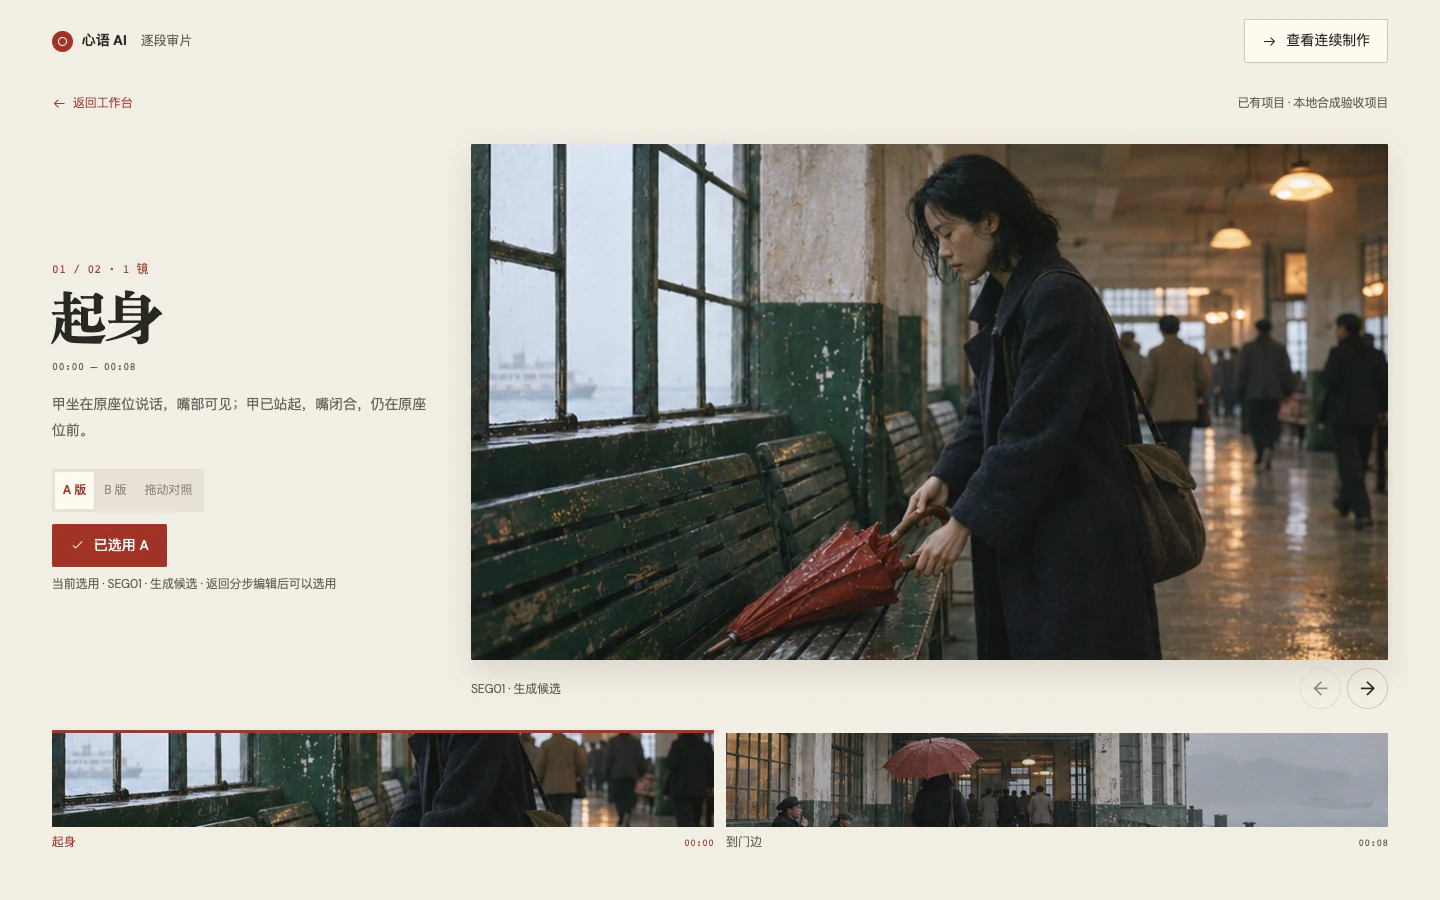 心语 AI 逐段审片
查看连续制作
返回工作台
已有项目 · 本地合成验收项目
01 / 02 · 1 镜
起身
00:00 — 00:08
甲坐在原座位说话，嘴部可见；甲已站起，嘴闭合，仍在原座
位前。
A 版 B 版 拖动对照
已选用 A
当前选用 · SEG01 · 生成候选 · 返回分步编辑后可以选用
SEG01 · 生成候选
起身 00:00
到门边 00:08